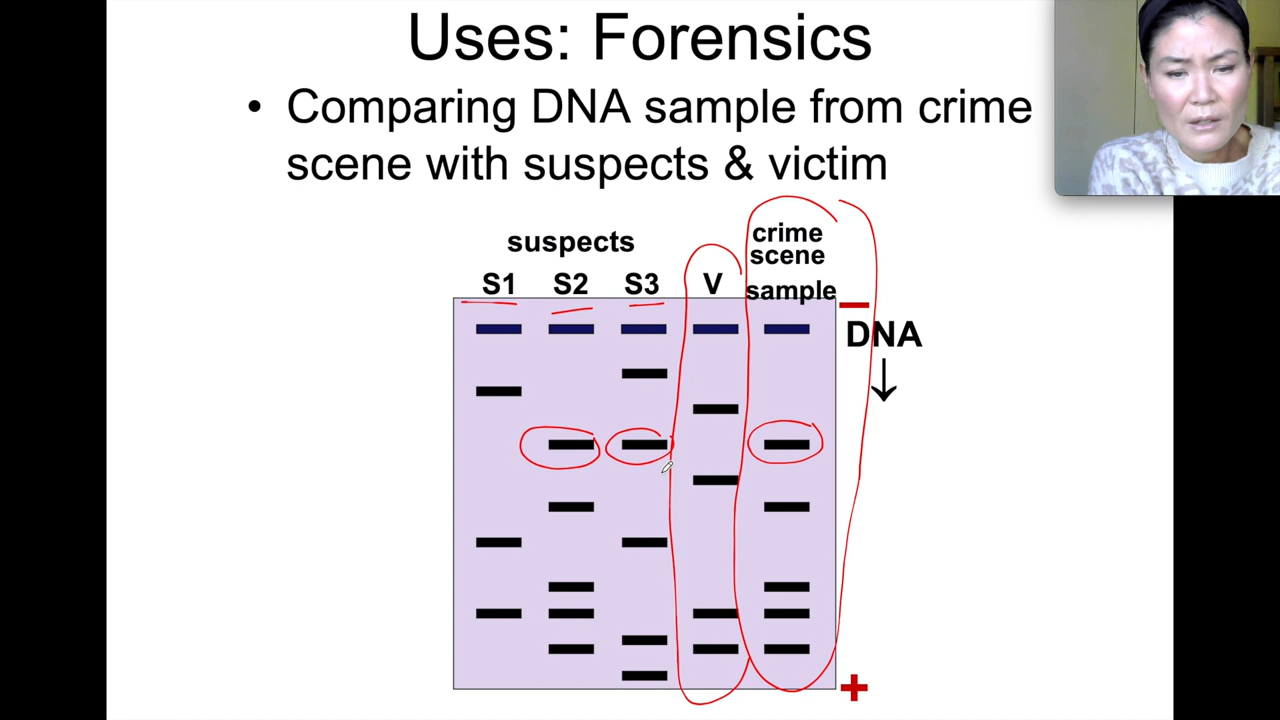 Uses: Forensics
• Comparing DNA sample from crime
scene with suspects & victim
suspects
crime
scene
sample
S1 S2 S3 V
−
DNA
↓
+